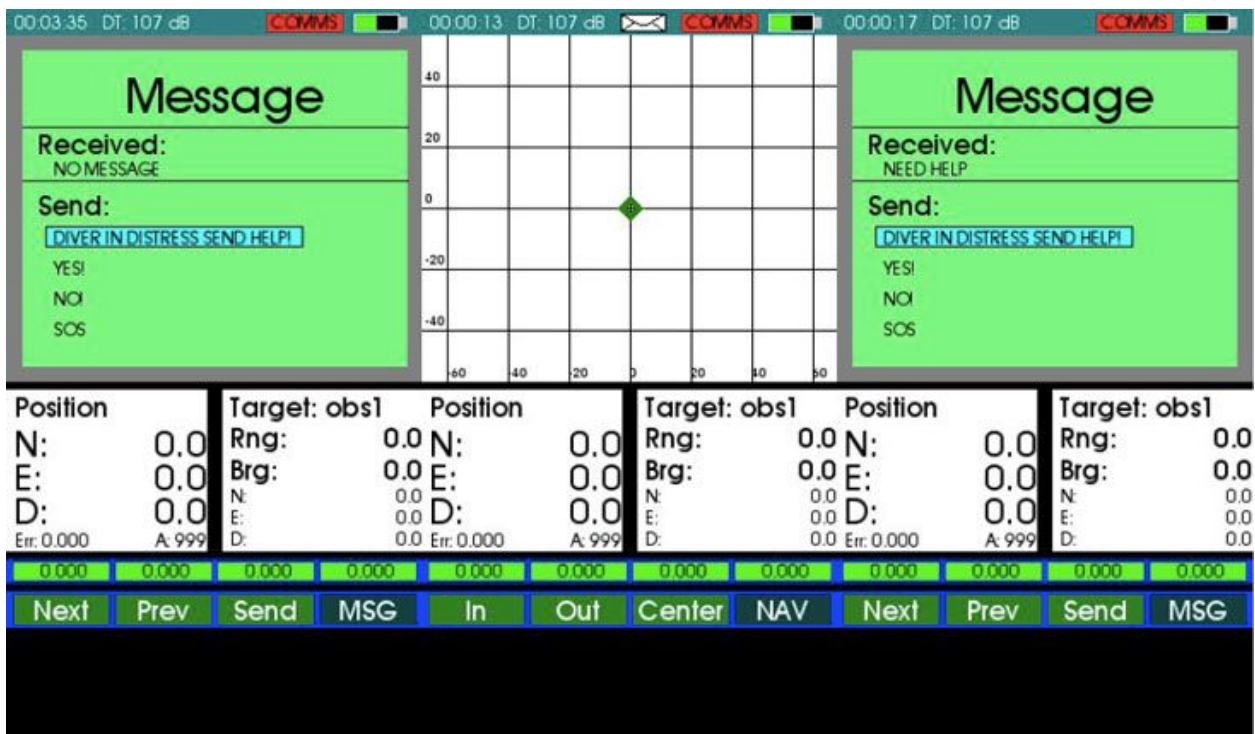 00:03:35 DT: 107 dB COMMS
Message
Received:
NO MESSAGE
Send:
DIVER IN DISTRESS SEND HELP!
YES!
NO!
SOS
Position
N: 0.0
E: 0.0
D: 0.0
Err: 0.000 A: 999
Target: obs1
Rng: 0.0
Brg: 0.0
N: 0.0
E: 0.0
D: 0.0
0.000 0.000 0.000 0.000
Next Prev Send MSG
00:00:13 DT: 107 dB COMMS
40
20
0
-20
-40
-60 -40 -20 0 20 40 60
Position
N: 0.0
E: 0.0
D: 0.0
Err: 0.000 A: 999
Target: obs1
Rng: 0.0
Brg: 0.0
N: 0.0
E: 0.0
D: 0.0
0.000 0.000 0.000 0.000
In Out Center NAV
00:00:17 DT: 107 dB COMMS
Message
Received:
NEED HELP
Send:
DIVER IN DISTRESS SEND HELP!
YES!
NO!
SOS
Position
N: 0.0
E: 0.0
D: 0.0
Err: 0.000 A: 999
Target: obs1
Rng: 0.0
Brg: 0.0
N: 0.0
E: 0.0
D: 0.0
0.000 0.000 0.000 0.000
Next Prev Send MSG